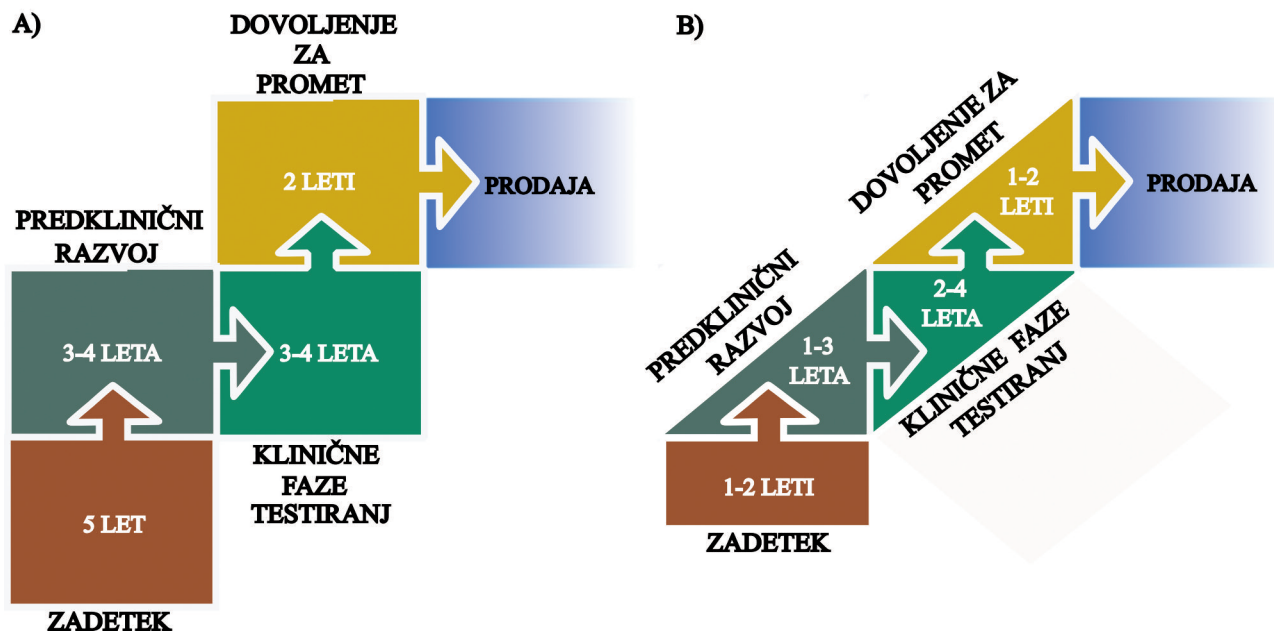 A)
DOVOLJENJE
ZA
PROMET
2 LETI
PRODAJA
PREDKLINIČNI
RAZVOJ
3-4 LETA
3-4 LETA
KLINIČNE
FAZE
TESTIRANJ
5 LET
ZADETEK
B)
DOVOLJENJE ZA
PROMET
1-2
LETI
PRODAJA
PREDKLINIČNI
RAZVOJ
1-3
LETA
2-4
LETA
KLINIČNE FAZE
TESTIRANJ
1-2 LETI
ZADETEK